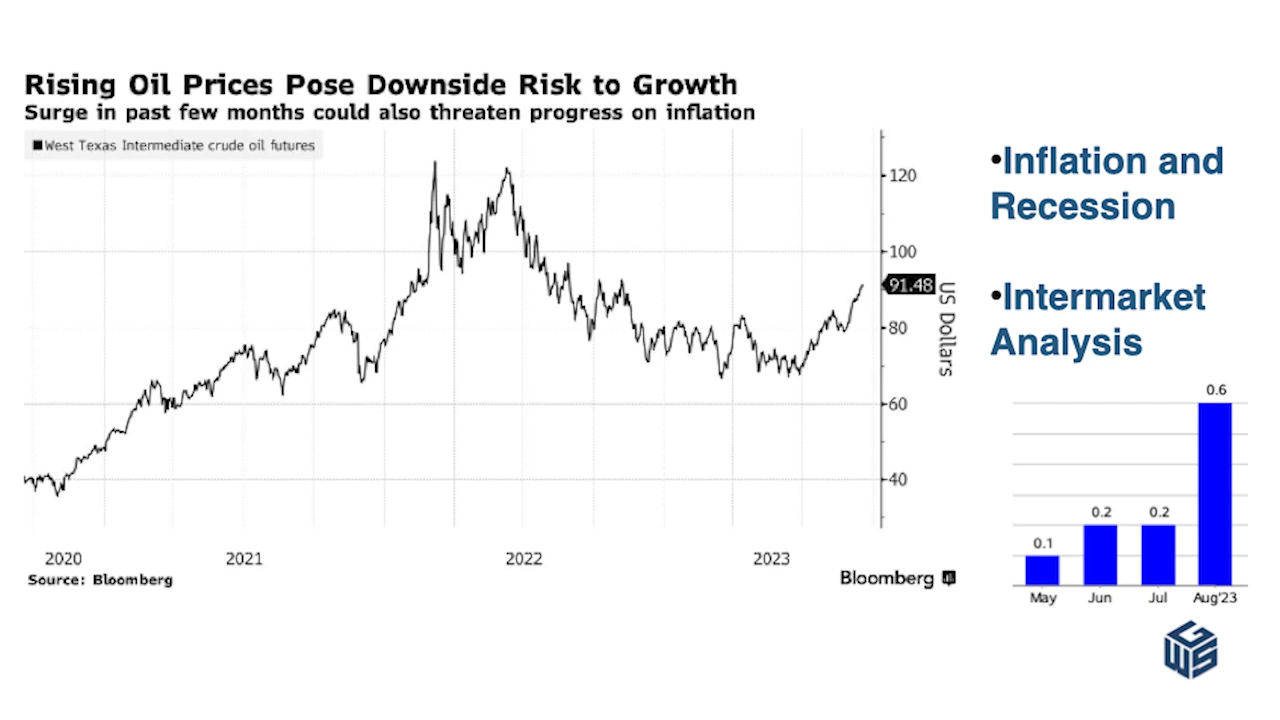 Rising Oil Prices Pose Downside Risk to Growth
Surge in past few months could also threaten progress on inflation
West Texas Intermediate crude oil futures
120
100
91.48
80
60
40
US Dollars
2020 2021 2022 2023
Source: Bloomberg
Bloomberg
•Inflation and
Recession
•Intermarket
Analysis
0.6
0.2 0.2
0.1
May Jun Jul Aug'23
GWS